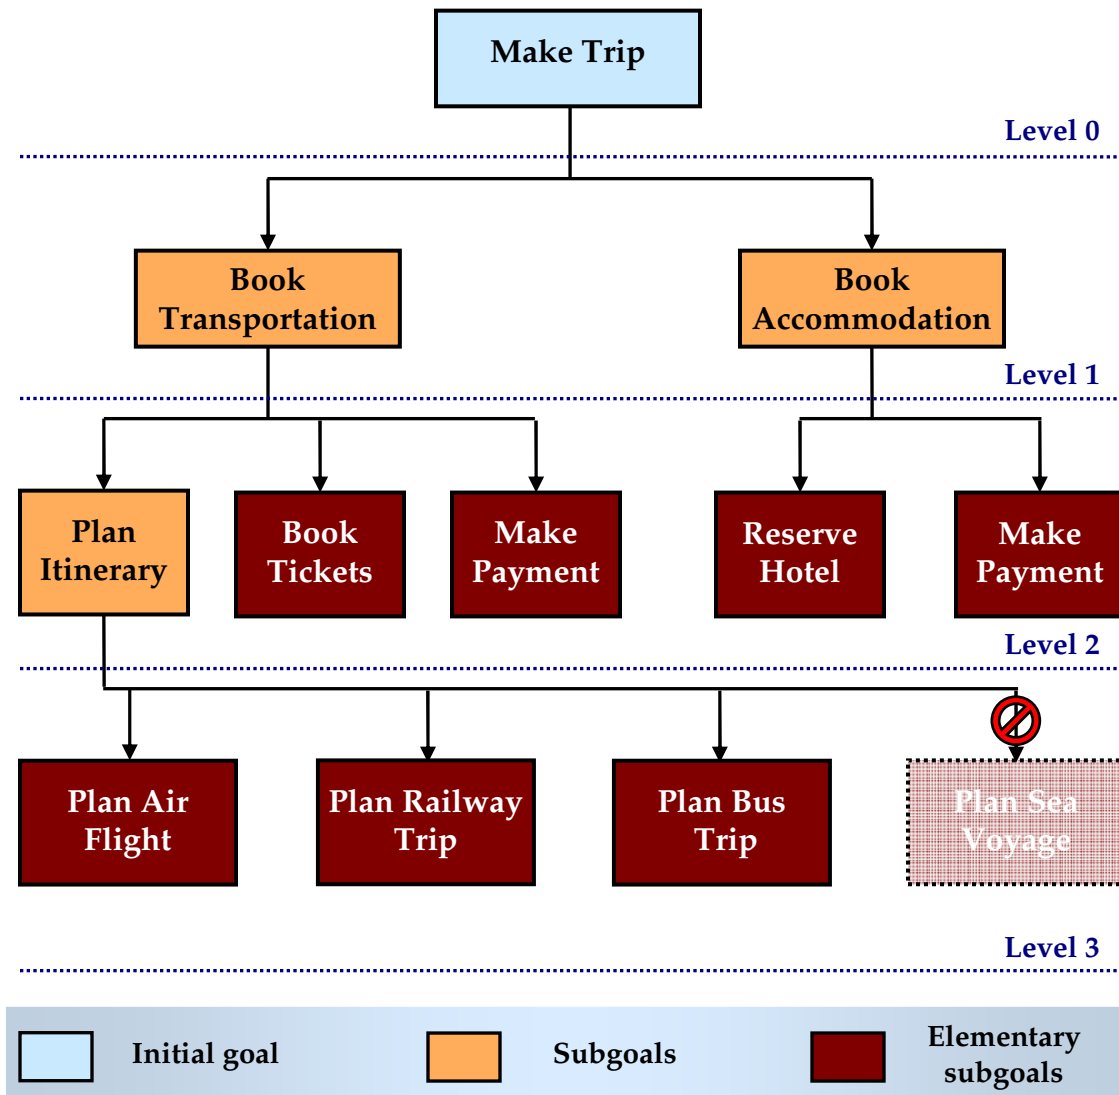 Make Trip
Level 0
Book
Transportation
Book
Accommodation
Level 1
Plan
Itinerary
Book
Tickets
Make
Payment
Reserve
Hotel
Make
Payment
Level 2
Plan Air
Flight
Plan Railway
Trip
Plan Bus
Trip
Plan Sea
Voyage
Level 3
Initial goal
Subgoals
Elementary
subgoals